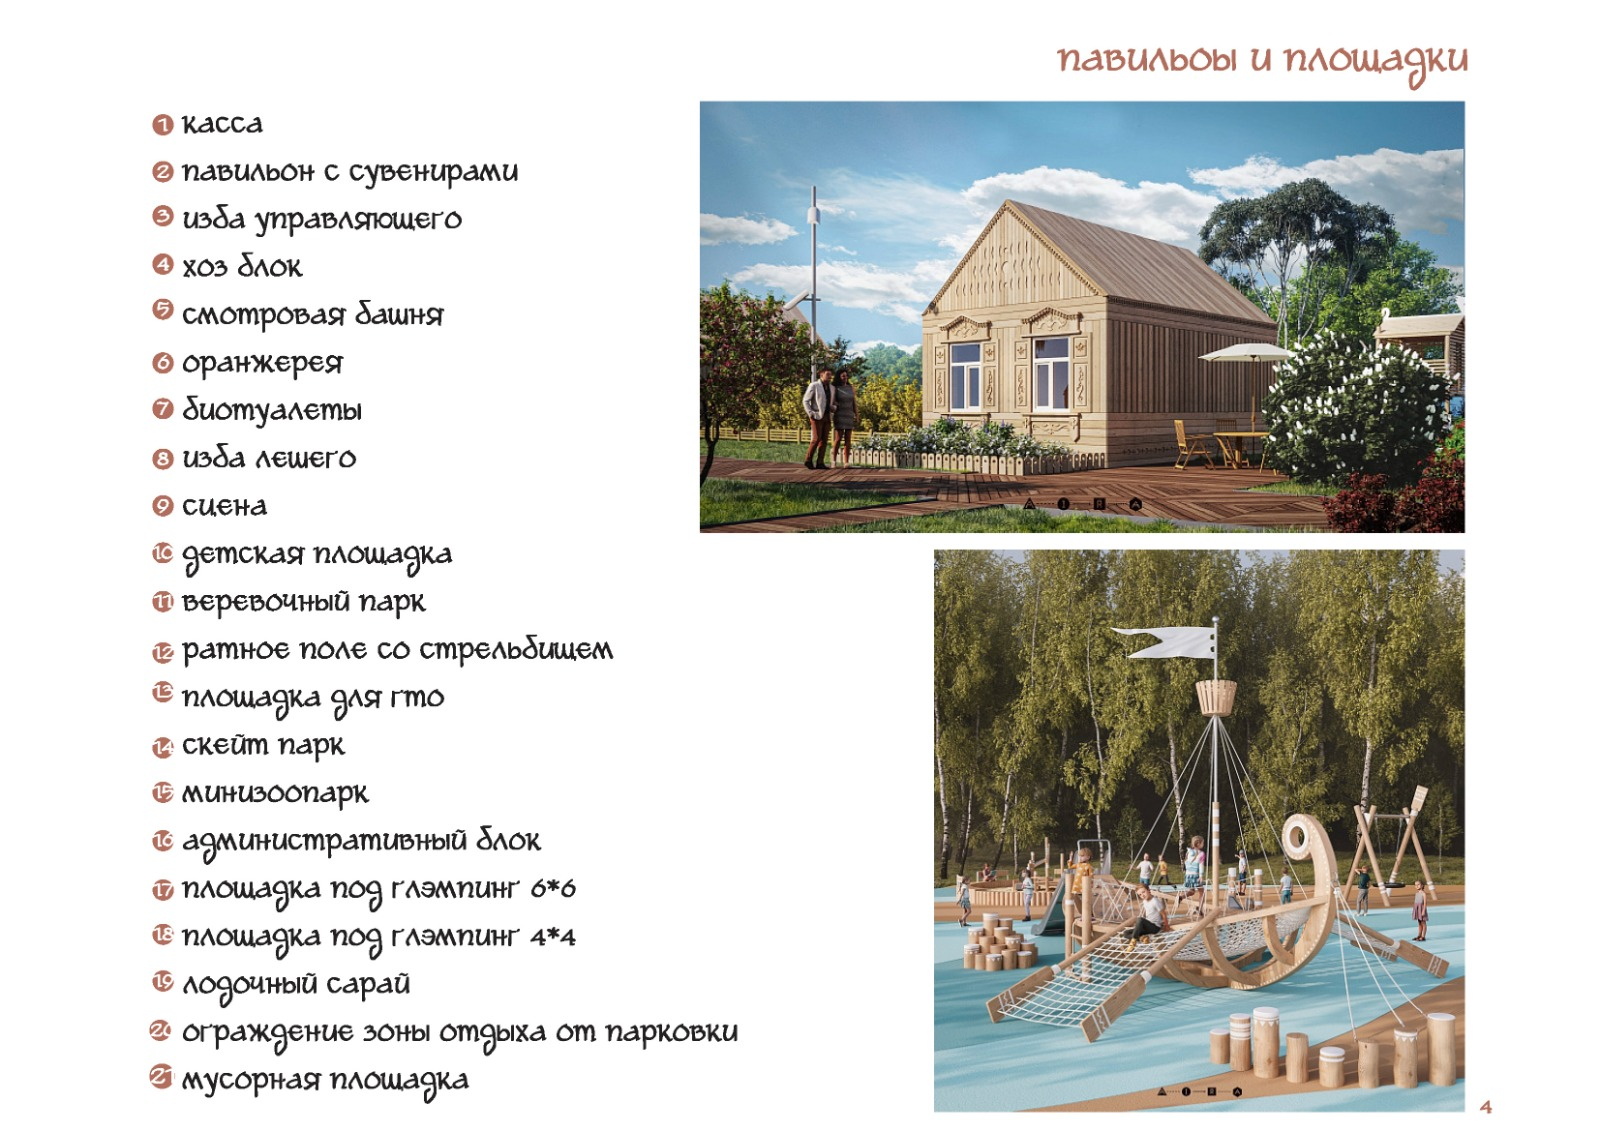 павильоы и площадки
1 касса
2 павильон с сувенирами
3 изба управляющего
4 хоз блок
5 смотровая башня
6 оранжерея
7 биотуалеты
8 изба лешего
9 сцена
10 детская площадка
11 веревочный парк
12 ратное поле со стрельбищем
13 площадка для гто
14 скейт парк
15 минизоопарк
16 административный блок
17 площадка под глэмпинг 6*6
18 площадка под глэмпинг 4*4
19 лодочный сарай
20 ограждение зоны отдыха от парковки
21 мусорная площадка
4